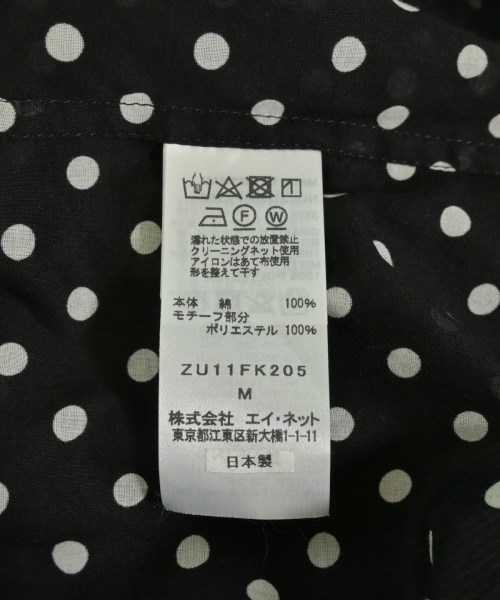 濡れた状態での放置禁止
クリーニングネット使用
アイロンはあて布使用
形を整えて干す
本体 綿 100%
モチーフ部分
ポリエステル 100%
ZU11FK205
M
株式会社 エイ・ネット
東京都江東区新大橋1-1-11
日本製